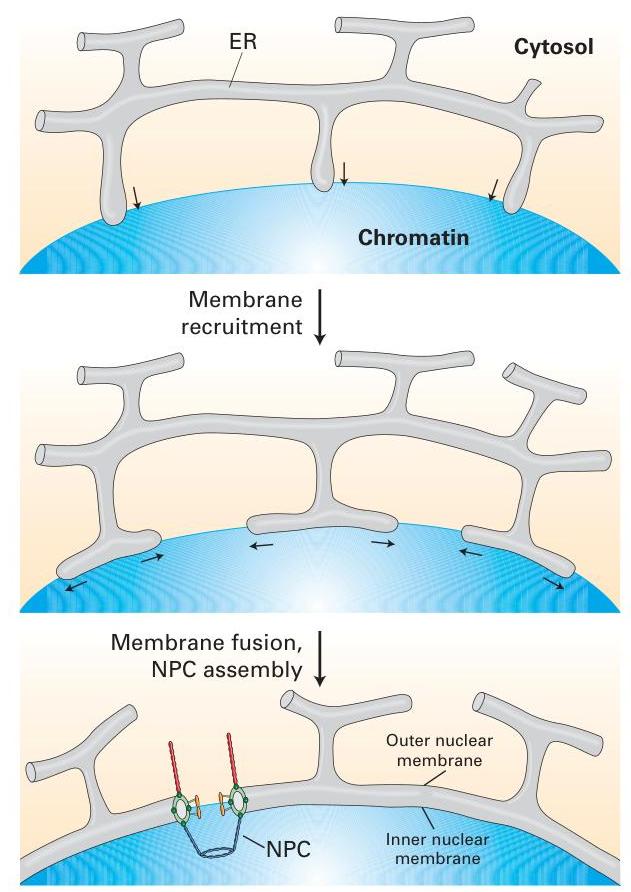 ER
Cytosol
Chromatin
Membrane
recruitment
Membrane fusion,
NPC assembly
Outer nuclear
membrane
NPC
Inner nuclear
membrane